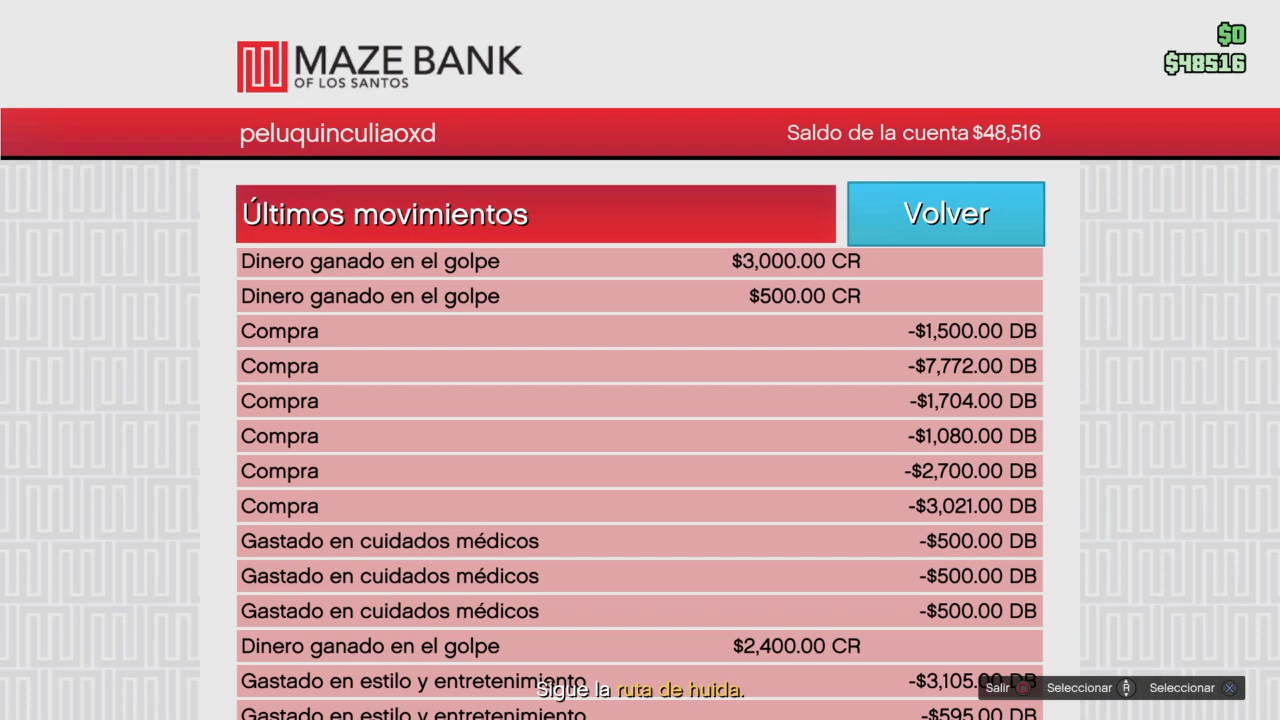 $0
$48516
MAZE BANK
OF LOS SANTOS
peluquinculiaoxd Saldo de la cuenta $48,516
Últimos movimientos Volver
Dinero ganado en el golpe $3,000.00 CR
Dinero ganado en el golpe $500.00 CR
Compra -$1,500.00 DB
Compra -$7,772.00 DB
Compra -$1,704.00 DB
Compra -$1,080.00 DB
Compra -$2,700.00 DB
Compra -$3,021.00 DB
Gastado en cuidados médicos -$500.00 DB
Gastado en cuidados médicos -$500.00 DB
Gastado en cuidados médicos -$500.00 DB
Dinero ganado en el golpe $2,400.00 CR
Gastado en estilo y entretenimiento -$3,105.00 DB
Sigue la ruta de huida.
Salir Seleccionar R Seleccionar
Gastado en estilo y entretenimiento -$595.00 DB